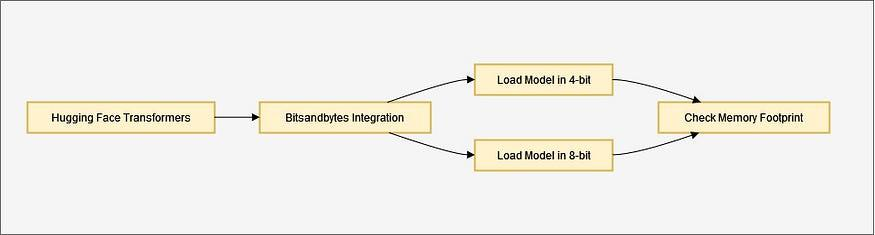 Hugging Face Transformers
Bitsandbytes Integration
Load Model in 4-bit
Load Model in 8-bit
Check Memory Footprint